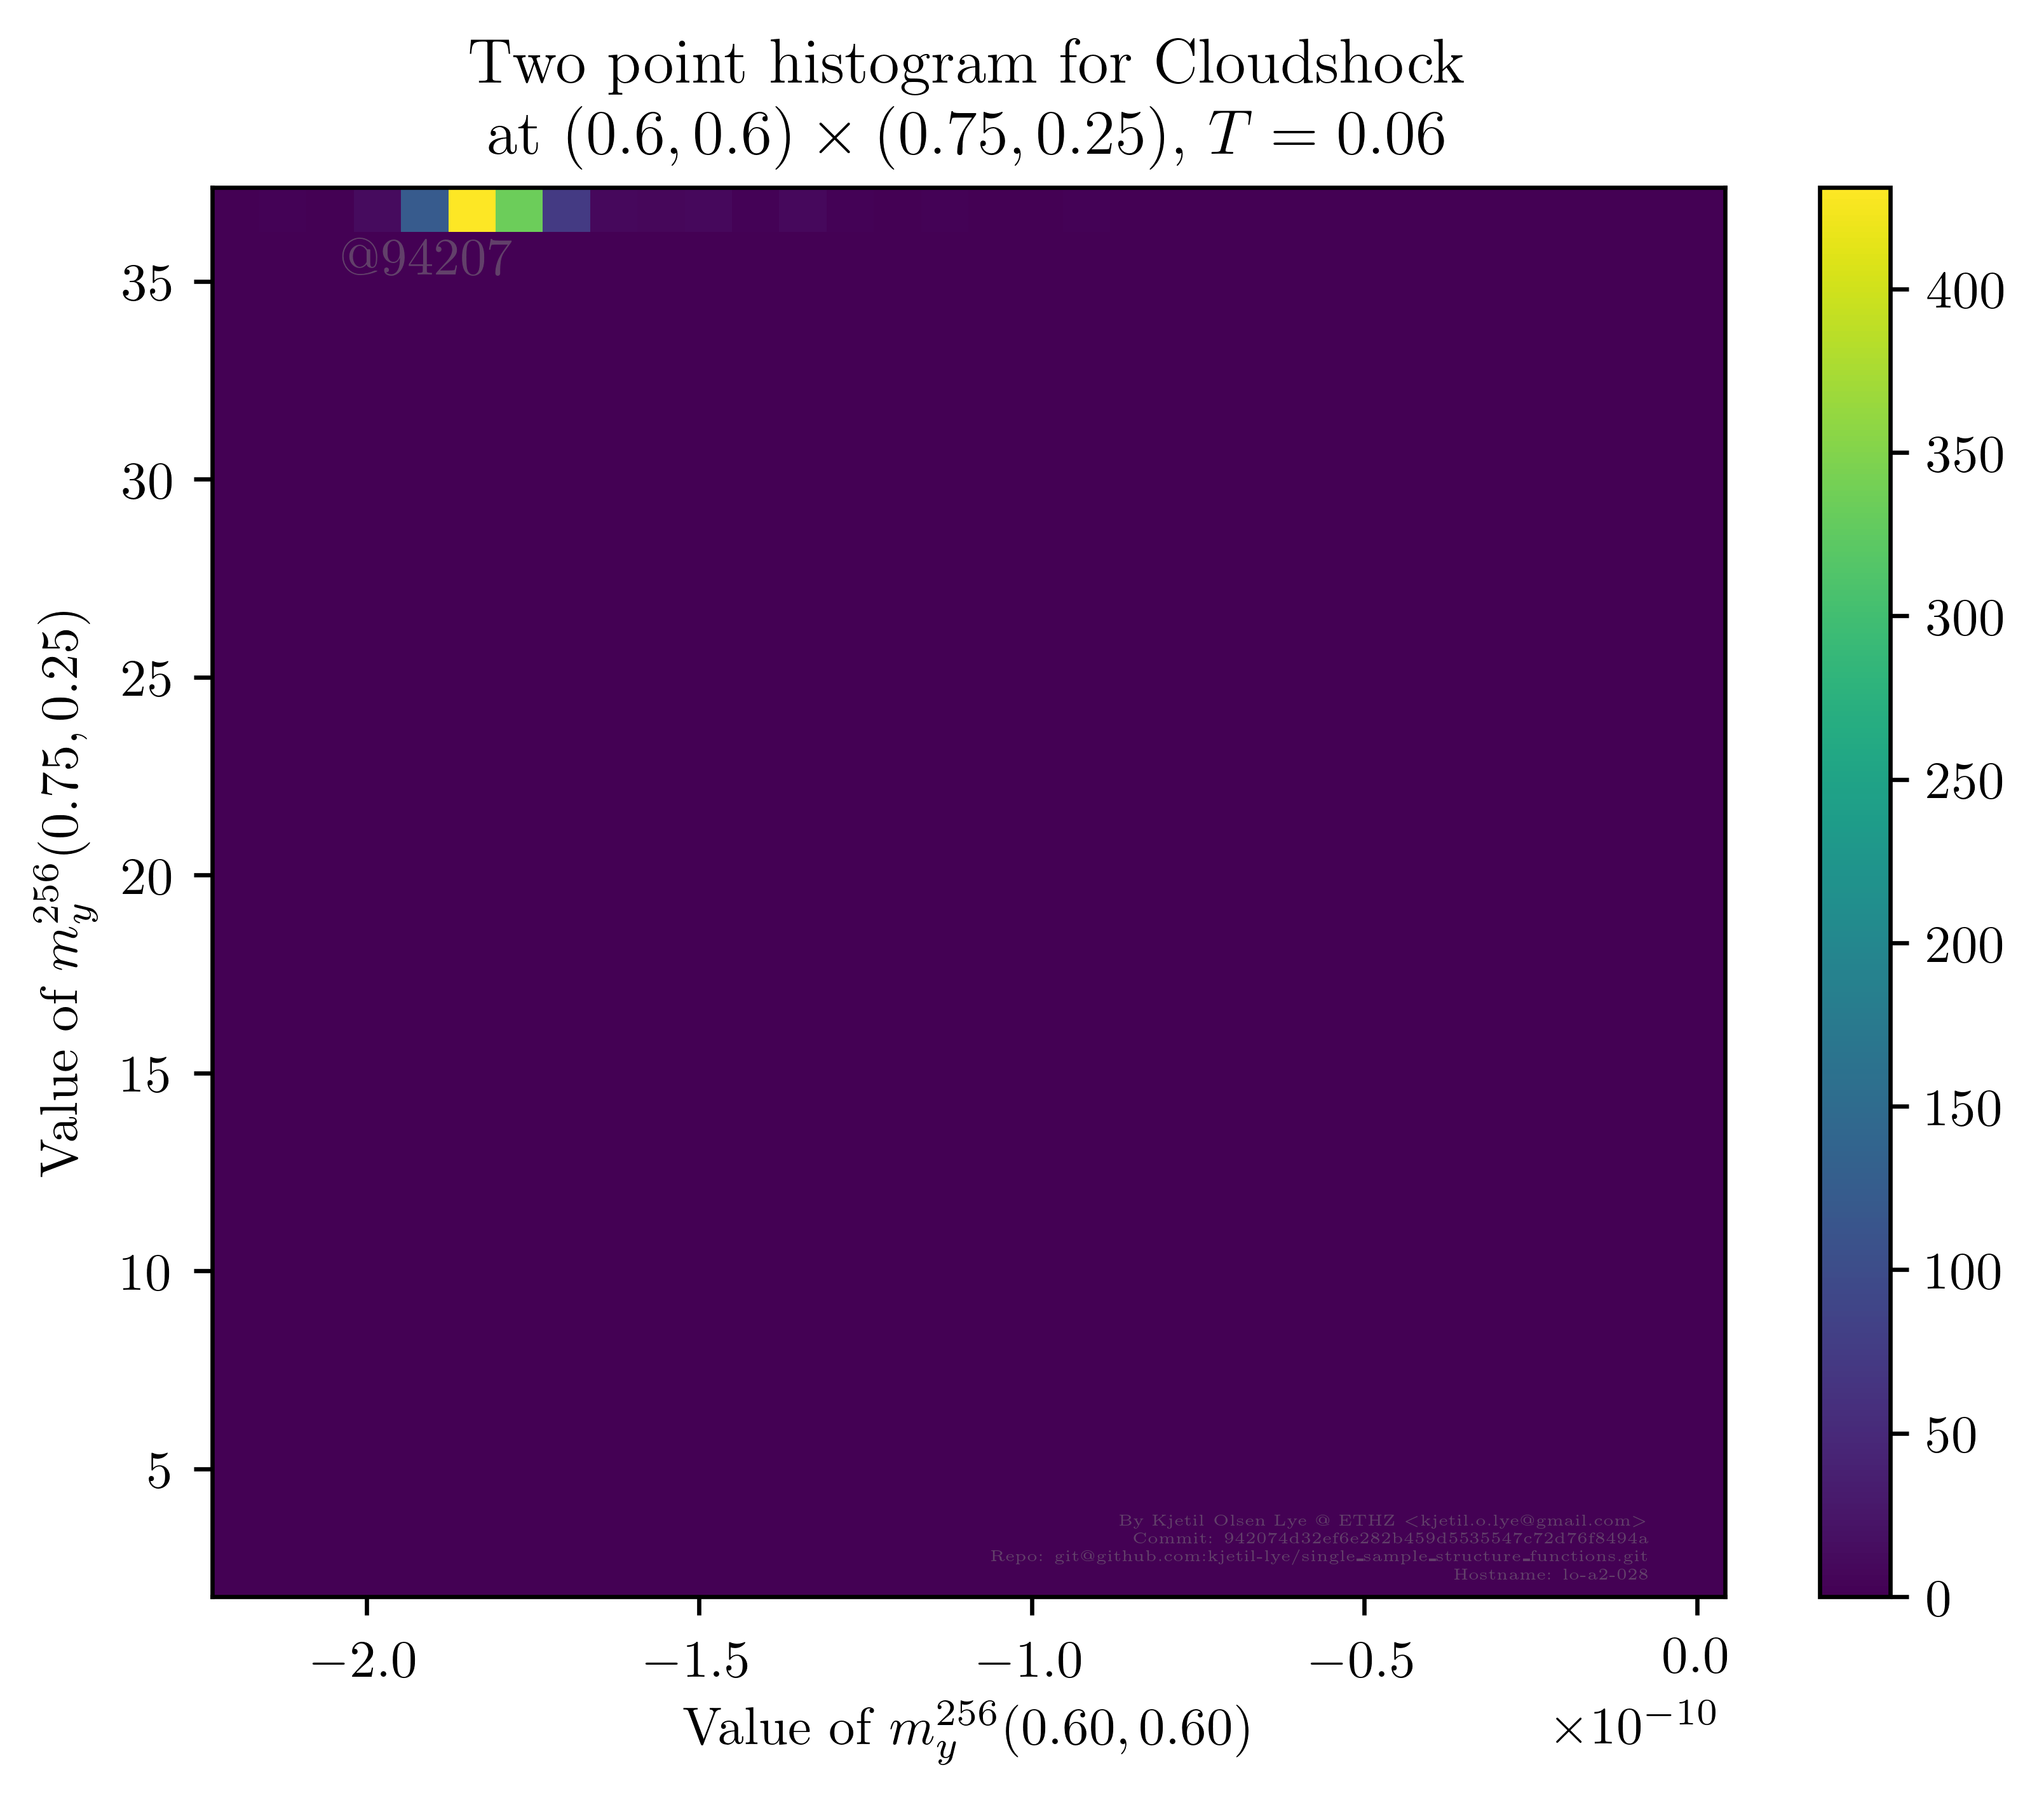 Two point histogram for Cloudshock
at (0.6, 0.6) × (0.75, 0.25), T = 0.06
@94207
35
30
25
20
15
10
5
Value of m_y^{256}(0.75, 0.25)
400
350
300
250
200
150
100
50
0
By Kjetil Olsen Lye @ ETHZ <kjetil.o.lye@gmail.com>
Commit: 942074d32ef6e282b459d5535547c72d76f8494a
Repo: git@github.com:kjetil-lye/single_sample_structure_functions.git
Hostname: lo-a2-028
−2.0 −1.5 −1.0 −0.5 0.0
Value of m_y^{256}(0.60, 0.60)
×10^{−10}